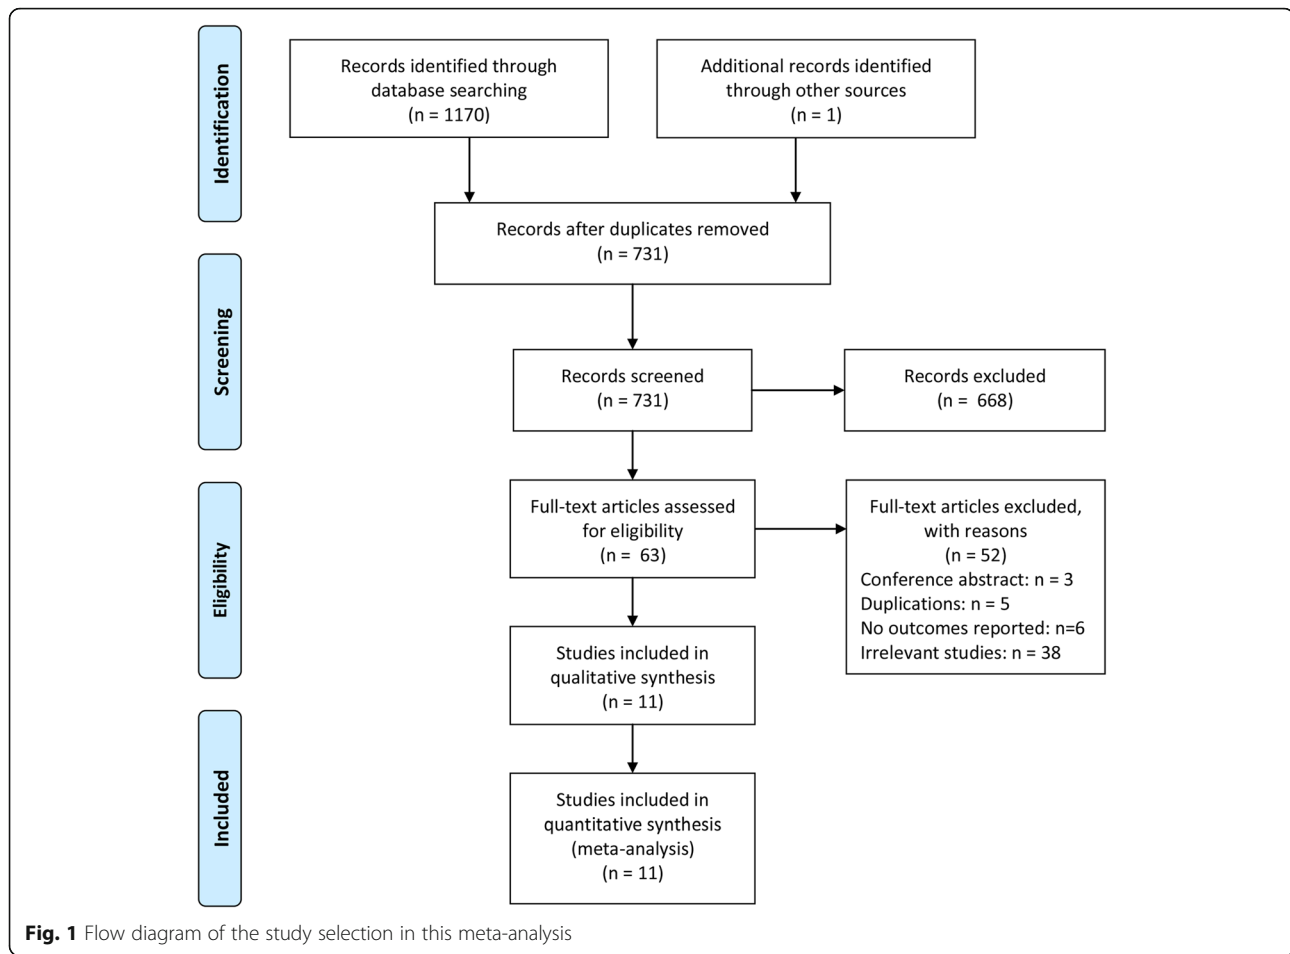 Identification
Records identified through
database searching
(n = 1170)
Additional records identified
through other sources
(n = 1)
Records after duplicates removed
(n = 731)
Screening
Records screened
(n = 731)
Records excluded
(n =  668)
Eligibility
Full-text articles assessed
for eligibility
(n =  63)
Full-text articles excluded,
with reasons
(n = 52)
Conference abstract: n = 3
Duplications: n = 5
No outcomes reported: n=6
Irrelevant studies: n = 38
Studies included in
qualitative synthesis
(n = 11)
Included
Studies included in
quantitative synthesis
(meta-analysis)
(n = 11)
Fig. 1 Flow diagram of the study selection in this meta-analysis